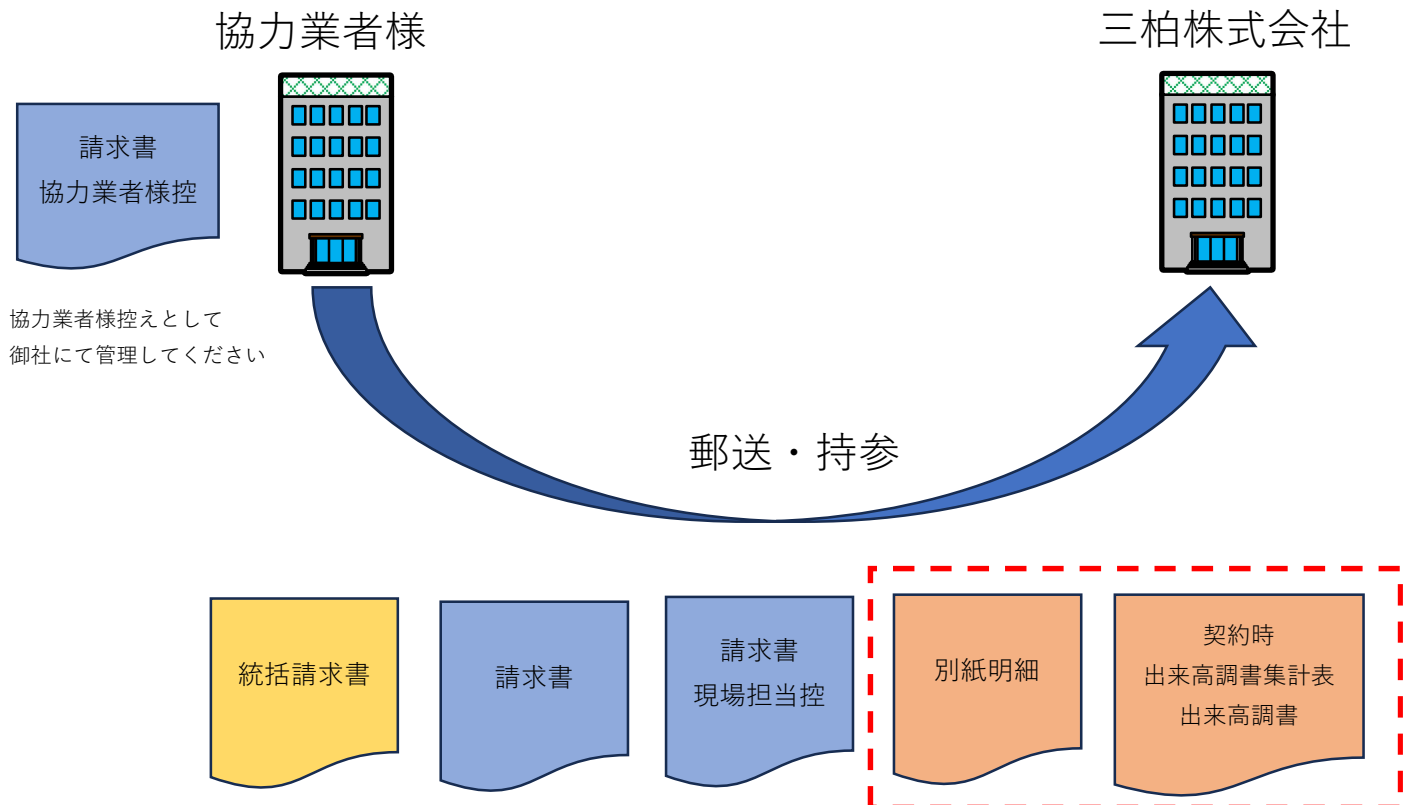 協力業者様
三柏株式会社
請求書
協力業者様控
協力業者様控えとして
御社にて管理してください
郵送・持参
統括請求書
請求書
請求書
現場担当控
別紙明細
契約時
出来高調書集計表
出来高調書